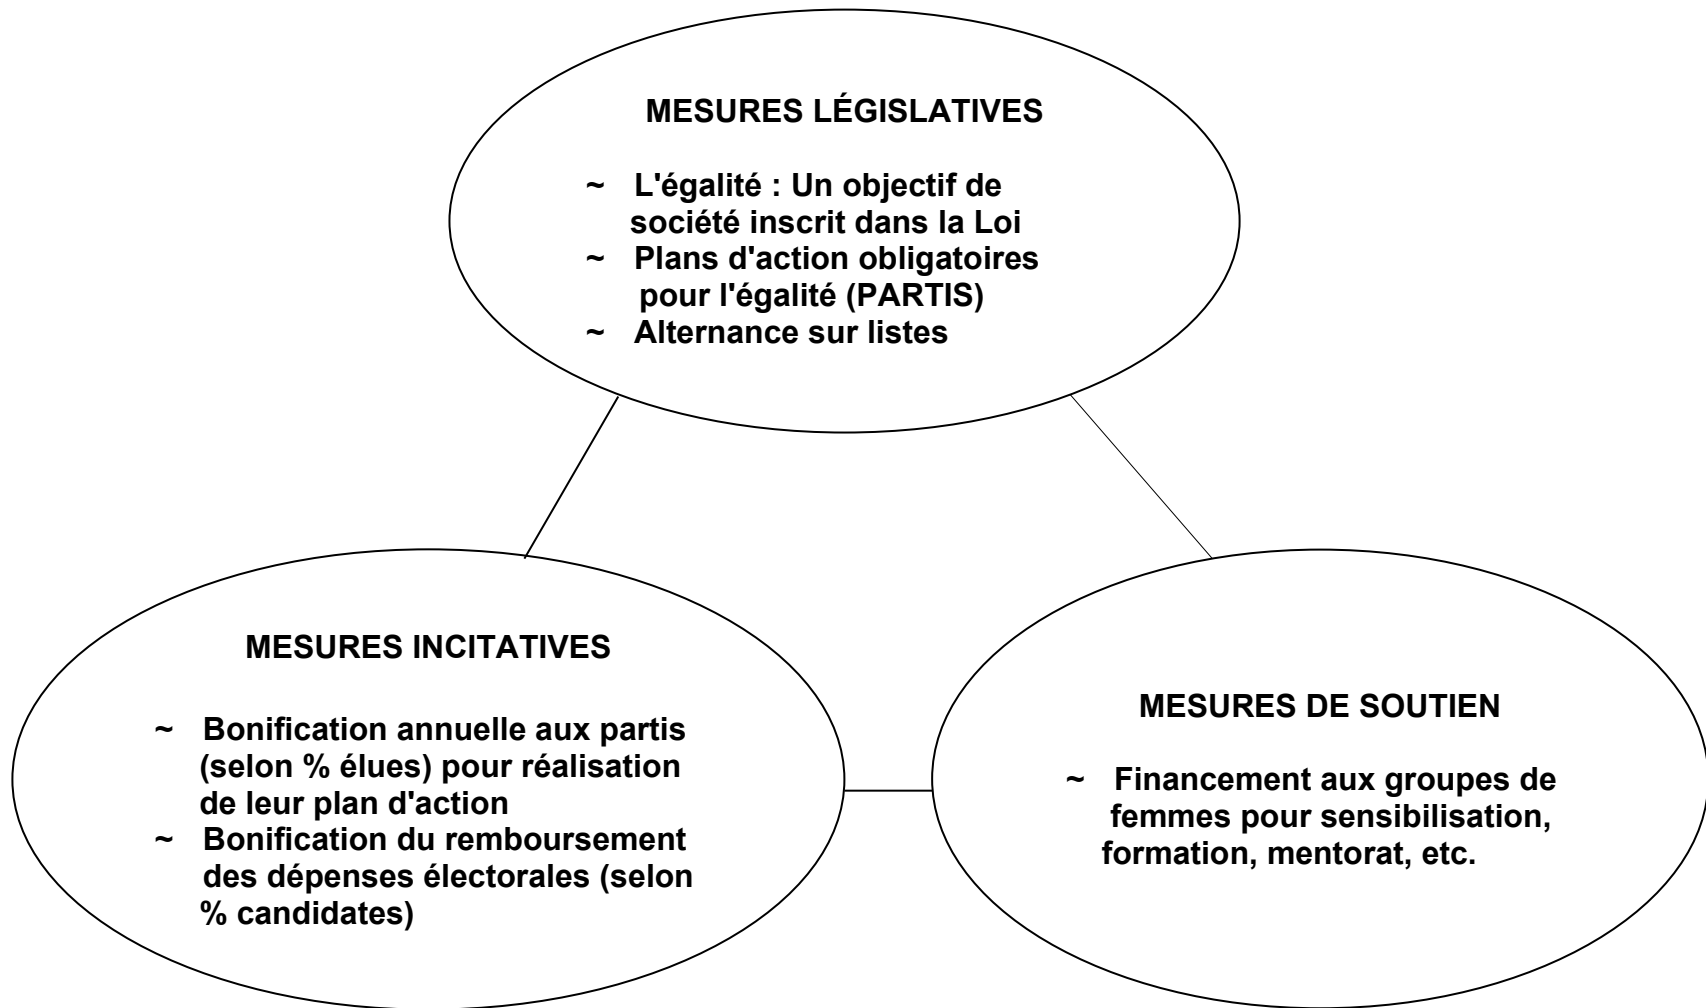 MESURES LÉGISLATIVES
~ L'égalité : Un objectif de
société inscrit dans la Loi
~ Plans d'action obligatoires
pour l'égalité (PARTIS)
~ Alternance sur listes
MESURES INCITATIVES
~ Bonification annuelle aux partis
(selon % élues) pour réalisation
de leur plan d'action
~ Bonification du remboursement
des dépenses électorales (selon
% candidates)
MESURES DE SOUTIEN
~ Financement aux groupes de
femmes pour sensibilisation,
formation, mentorat, etc.